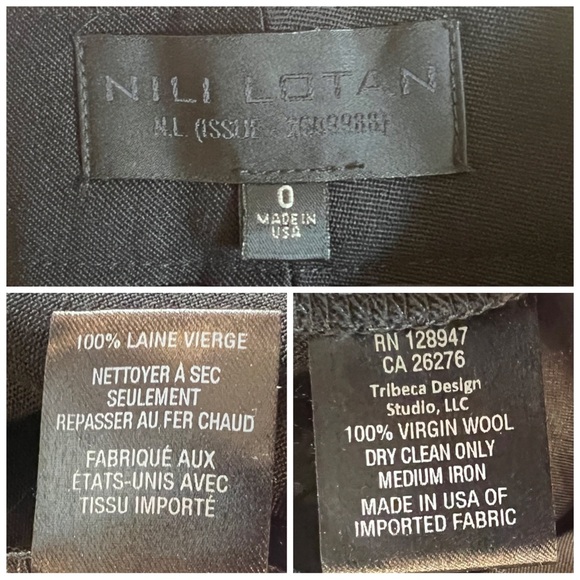 NILI LOTAN
N.L. (ISSUE - 2609988)
0
MADE IN
USA
100% LAINE VIERGE
NETTOYER À SEC
SEULEMENT
REPASSER AU FER CHAUD
FABRIQUÉ AUX
ÉTATS-UNIS AVEC
TISSU IMPORTÉ
RN 128947
CA 26276
Tribeca Design
Studio, LLC
100% VIRGIN WOOL
DRY CLEAN ONLY
MEDIUM IRON
MADE IN USA OF
IMPORTED FABRIC